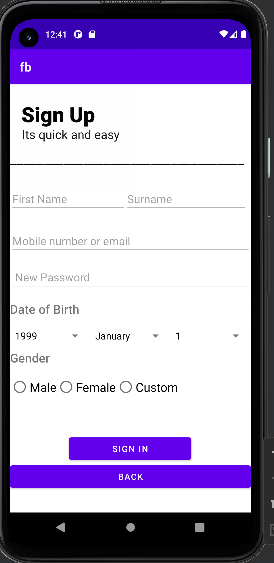 12:41
fb
Sign Up
Its quick and easy
First Name Surname
Mobile number or email
New Password
Date of Birth
1999 January 1
Gender
Male Female Custom
SIGN IN
BACK